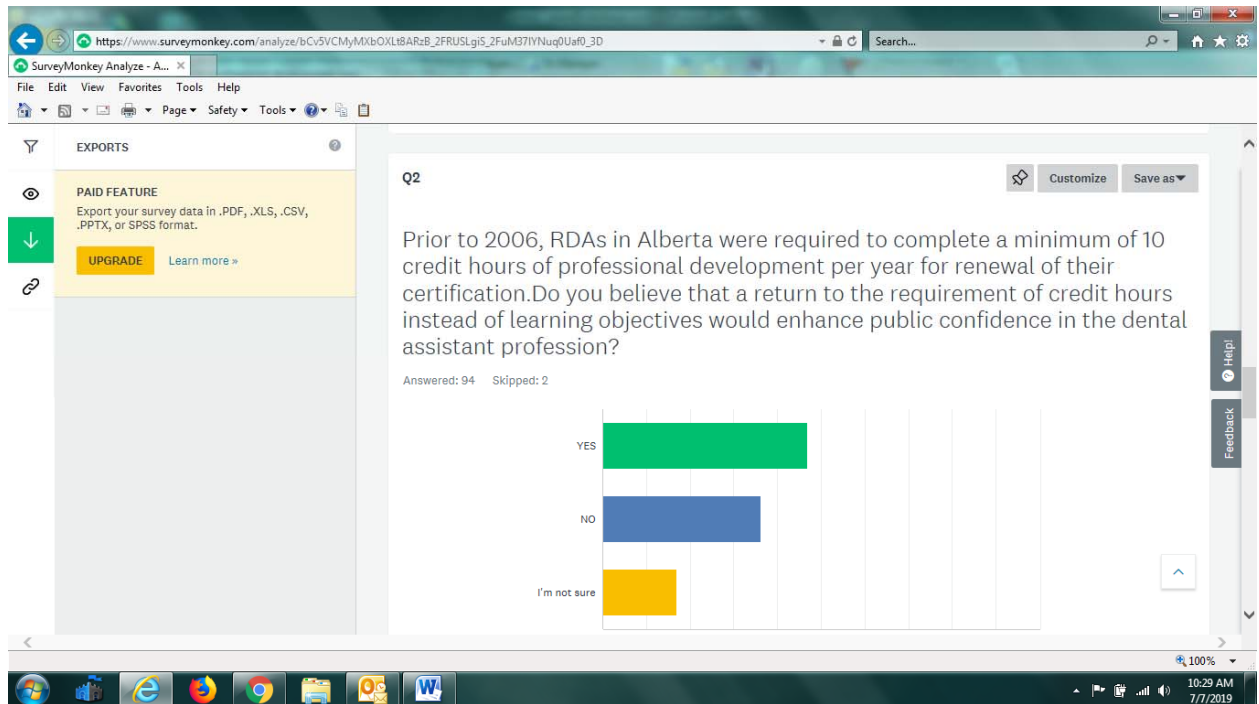 https://www.surveymonkey.com/analyze/bCv5VCMyMXbOXLt8ARzB_2FRUSLgiS_2FuM37IYNuq0Uaf0_3D
Search...
SurveyMonkey Analyze - A...
File Edit View Favorites Tools Help
Page Safety Tools
EXPORTS
Q2
Customize
Save as
PAID FEATURE
Export your survey data in .PDF, .XLS, .CSV,
.PPTX, or SPSS format.
UPGRADE
Learn more »
Prior to 2006, RDAs in Alberta were required to complete a minimum of 10
credit hours of professional development per year for renewal of their
certification.Do you believe that a return to the requirement of credit hours
instead of learning objectives would enhance public confidence in the dental
assistant profession?
Answered: 94 Skipped: 2
Help!
Feedback
YES
NO
I'm not sure
100%
10:29 AM
7/7/2019